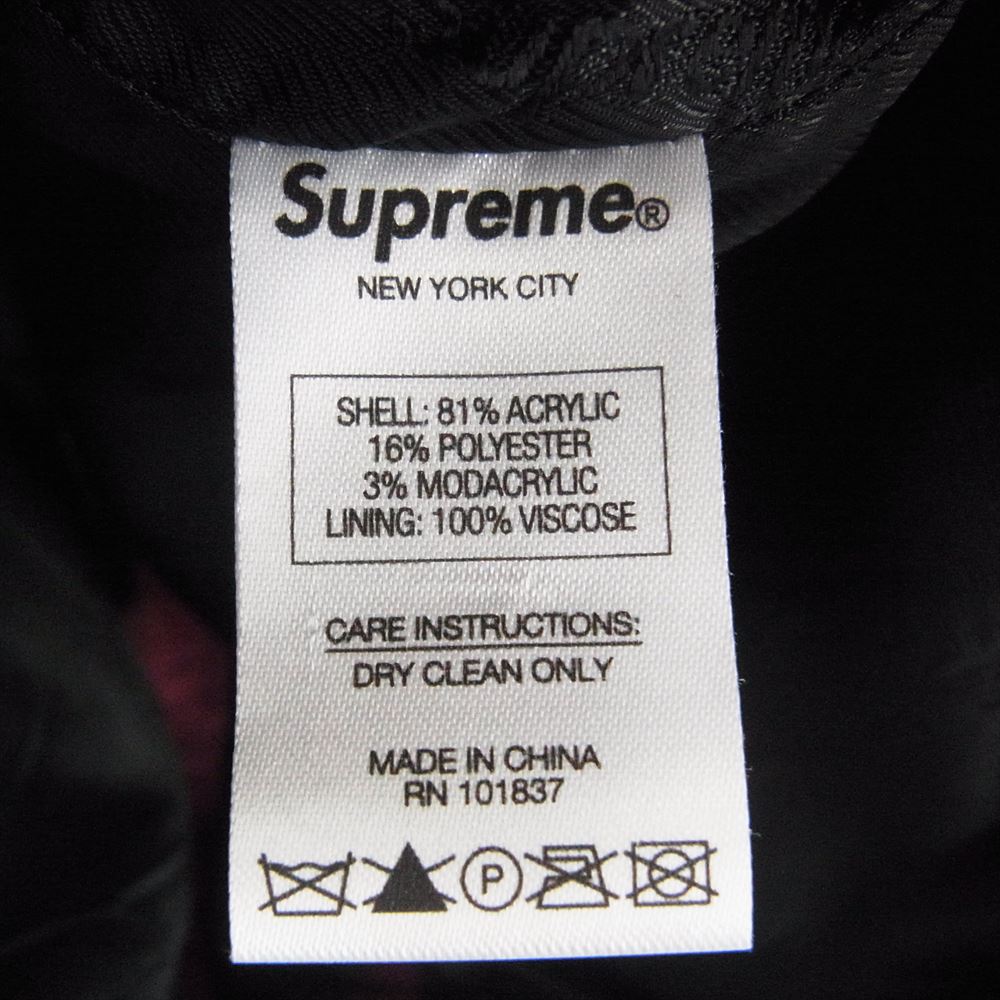 Supreme®
NEW YORK CITY
SHELL: 81% ACRYLIC
16% POLYESTER
3% MODACRYLIC
LINING: 100% VISCOSE
CARE INSTRUCTIONS:
DRY CLEAN ONLY
MADE IN CHINA
RN 101837
P